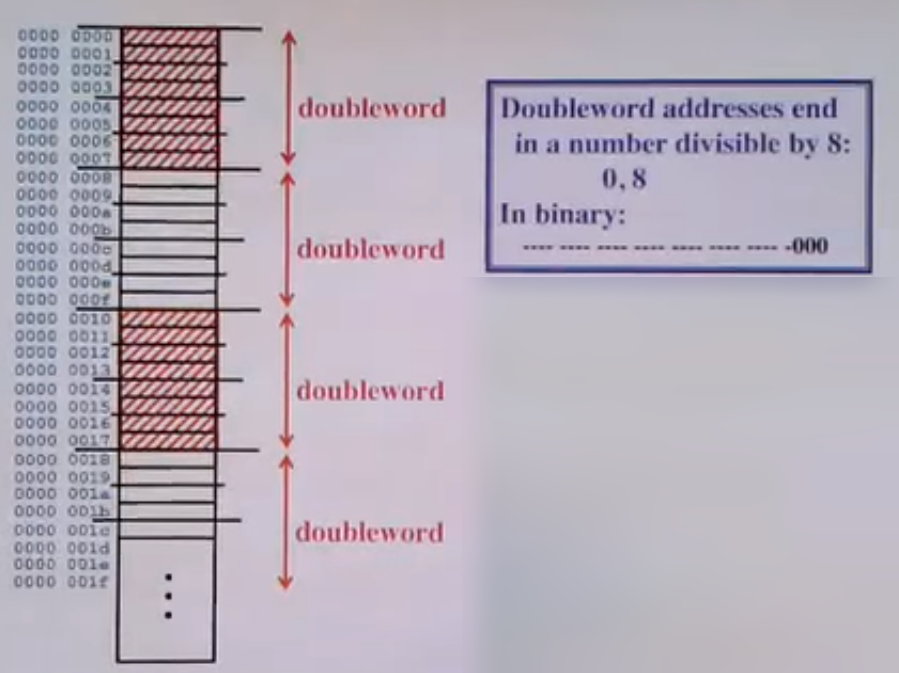 0000 0000
0000 0001
0000 0002
0000 0003
0000 0004
0000 0005
0000 0006
0000 0007
0000 0008
0000 0009
0000 000a
0000 000b
0000 000c
0000 000d
0000 000e
0000 000f
0000 0010
0000 0011
0000 0012
0000 0013
0000 0014
0000 0015
0000 0016
0000 0017
0000 0018
0000 0019
0000 001a
0000 001b
0000 001c
0000 001d
0000 001e
0000 001f
doubleword
doubleword
doubleword
doubleword
Doubleword addresses end
in a number divisible by 8:
0, 8
In binary:
---- ---- ---- ---- ---- ---- ---- -000